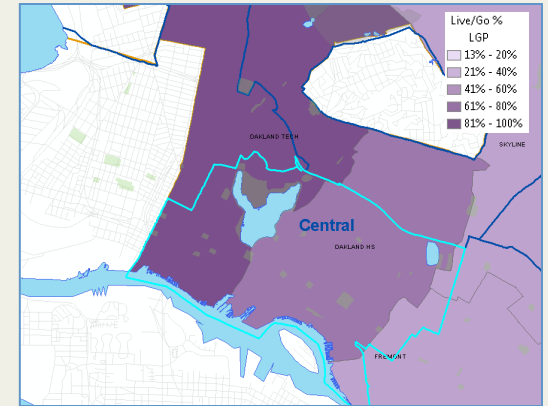 Live/Go %
LGP
13% - 20%
21% - 40%
41% - 60%
61% - 80%
81% - 100%
OAKLAND TECH
SKYLINE
Central
OAKLAND HS
FREMONT